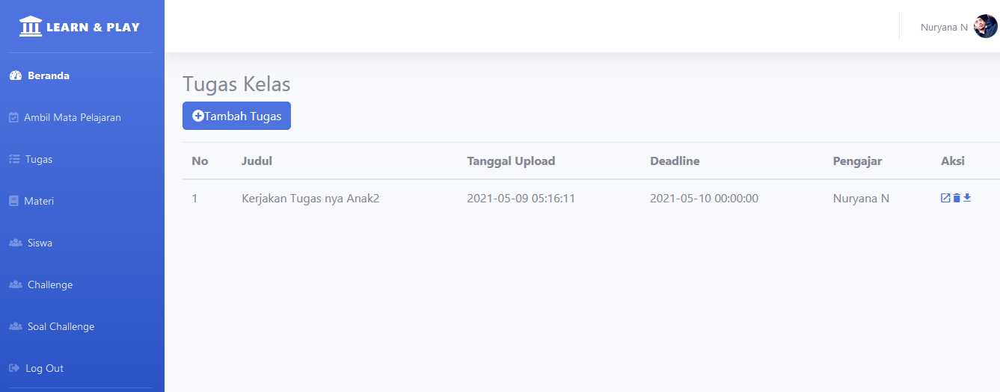 LEARN & PLAY
Nuryana N
Beranda
Ambil Mata Pelajaran
Tugas
Materi
Siswa
Challenge
Soal Challenge
Log Out
Tugas Kelas
Tambah Tugas
No Judul Tanggal Upload Deadline Pengajar Aksi
1 Kerjakan Tugas nya Anak2 2021-05-09 05:16:11 2021-05-10 00:00:00 Nuryana N